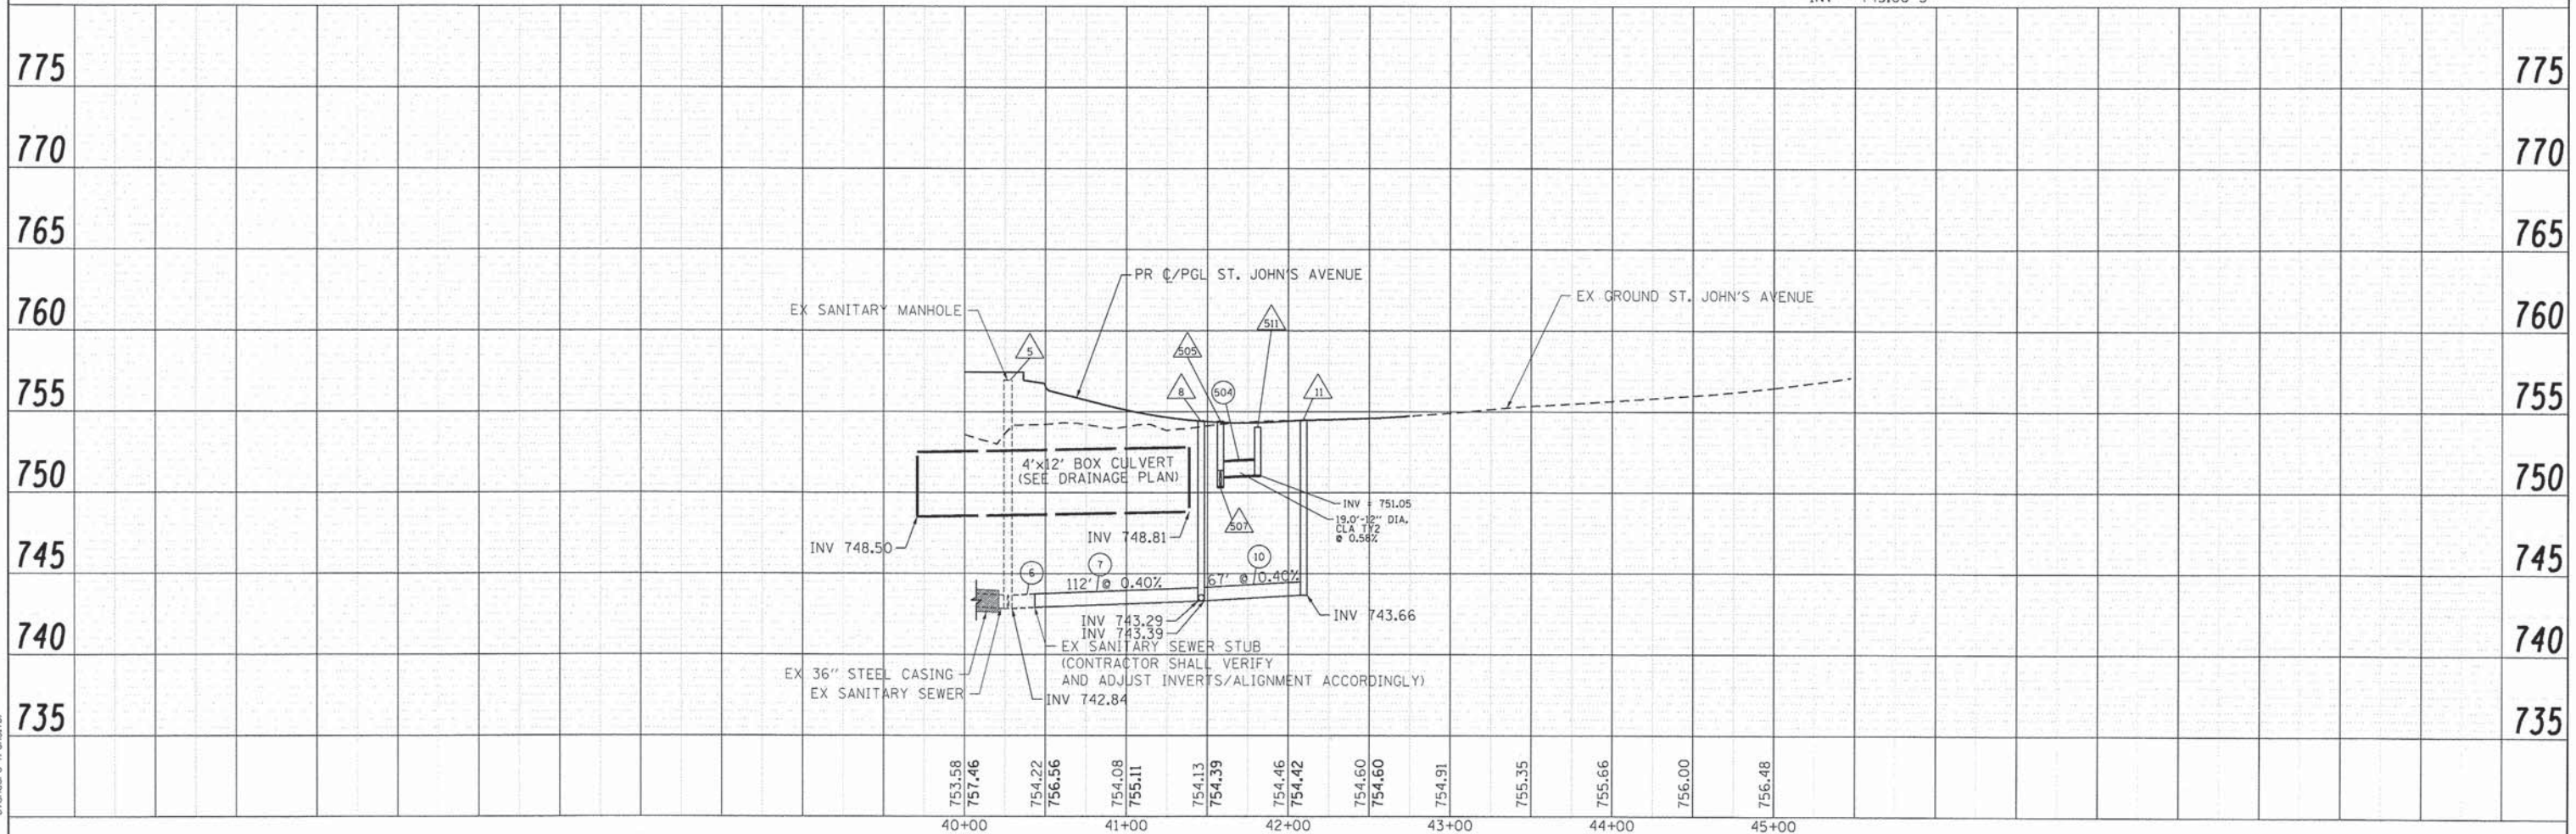 775 775
770 770
765 765
PR ℄/PGL ST. JOHN'S AVENUE
EX SANITARY MANHOLE
EX GROUND ST. JOHN'S AVENUE
760 760
511
5
505
8
504
11
755 755
4'x12' BOX CULVERT
(SEE DRAINAGE PLAN)
750 750
INV = 751.05
19.0'-12" DIA.
CLA TY2
@ 0.58%
507
INV 748.81
INV 748.50
745 745
6
7
10
112' @ 0.40%
67' @ 0.40%
INV 743.66
INV 743.29
INV 743.39
740 740
EX SANITARY SEWER STUB
(CONTRACTOR SHALL VERIFY
AND ADJUST INVERTS/ALIGNMENT ACCORDINGLY)
EX 36" STEEL CASING
EX SANITARY SEWER
INV 742.84
735 735
753.58
757.46
754.22
756.56
754.08
755.11
754.13
754.39
754.46
754.42
754.60
754.60
754.91
755.35
755.66
756.00
756.48
40+00 41+00 42+00 43+00 44+00 45+00